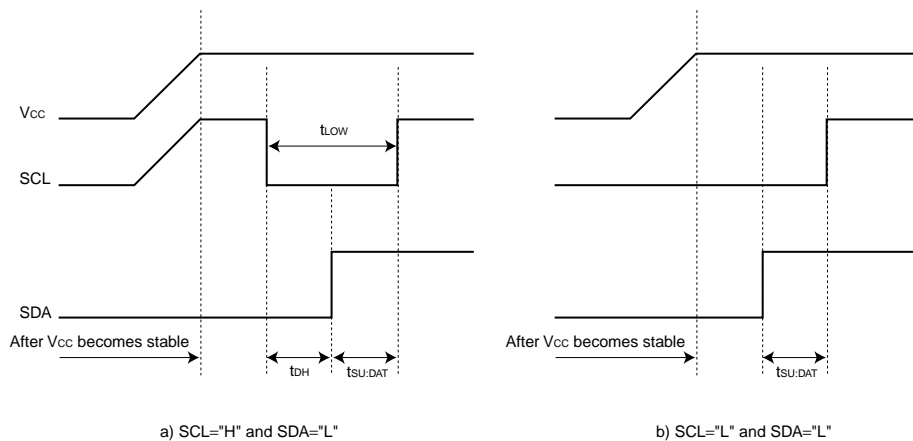 VCC
tLOW
SCL
SDA
After VCC becomes stable
tDH
tSU:DAT
a) SCL="H" and SDA="L"
After VCC becomes stable
tSU:DAT
b) SCL="L" and SDA="L"